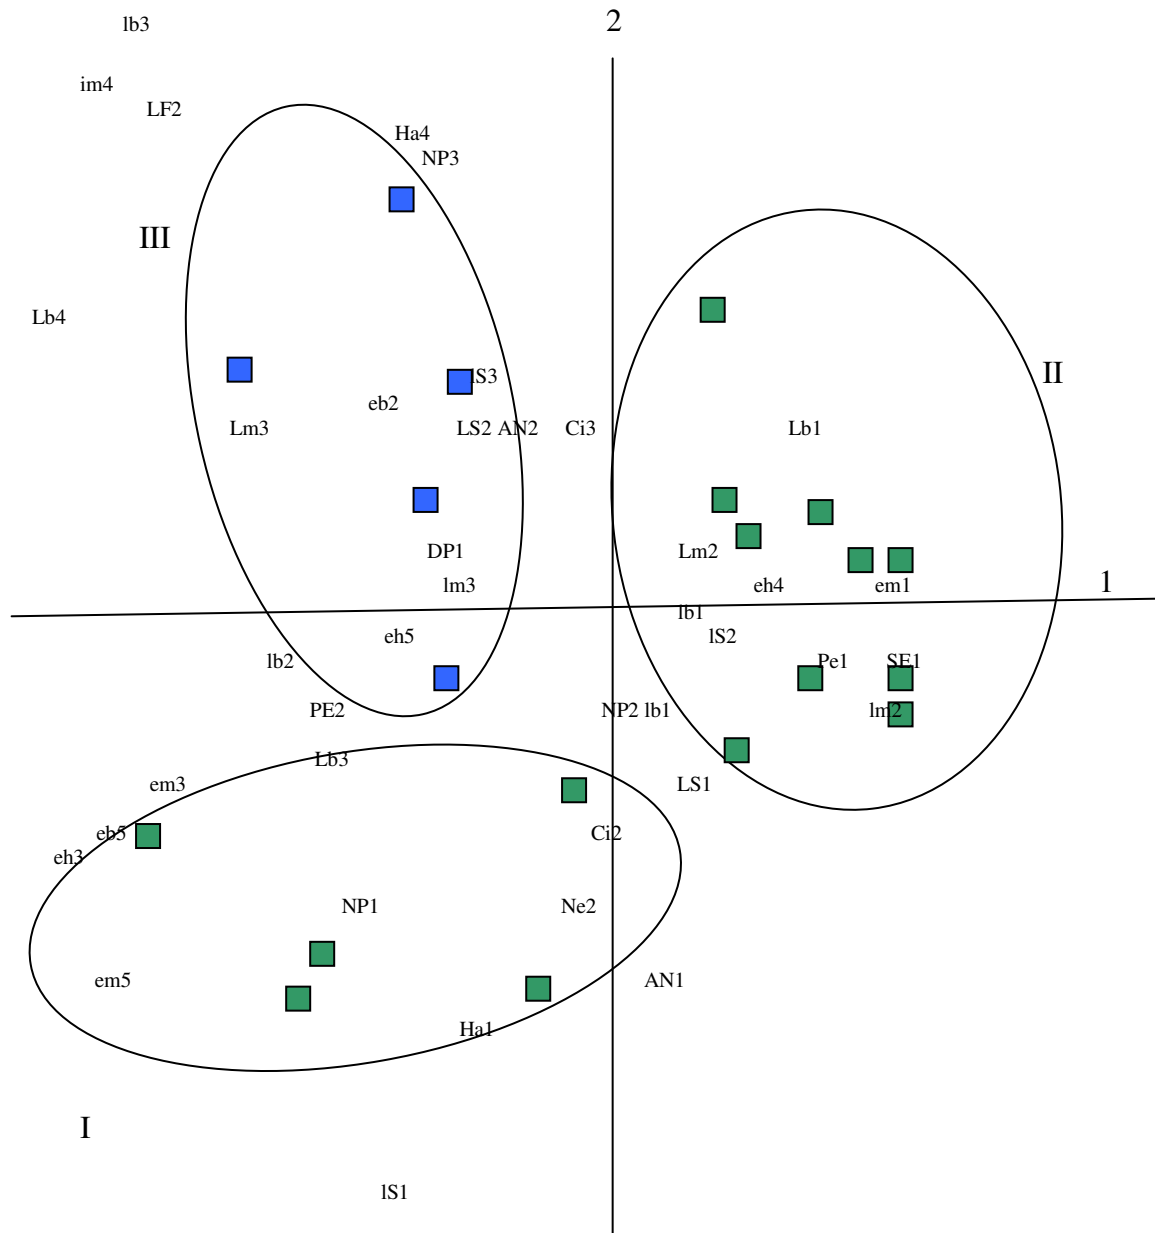 2
lb3
im4
LF2
Ha4
NP3
III
Lb4
lS3
II
eb2
Lm3
LS2 AN2 Ci3
Lb1
DP1
Lm2
lm3
eh4
em1
1
lb1
eh5
lS2
lb2
Pe1
SE1
PE2
NP2 lb1
lm2
Lb3
em3
LS1
eb5
Ci2
eh3
NP1
Ne2
em5
AN1
Ha1
I
lS1